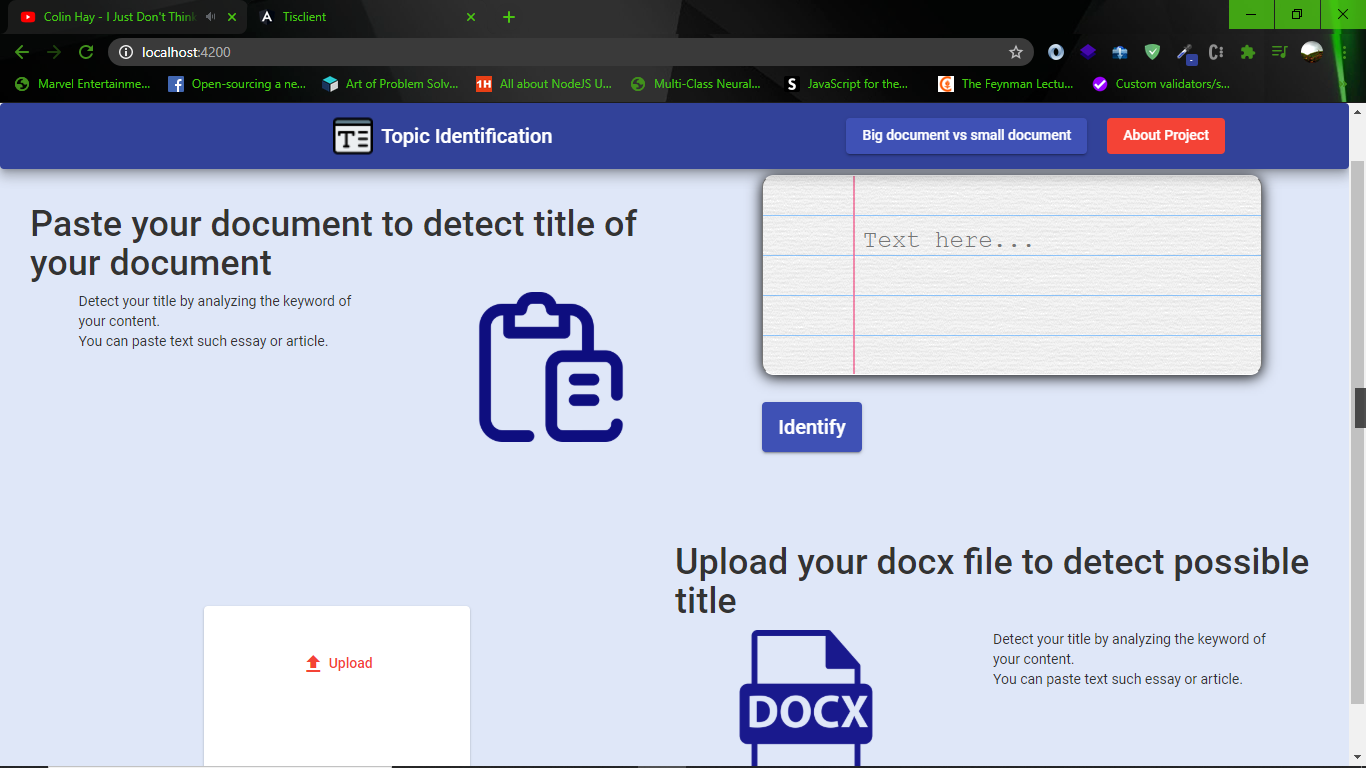 Colin Hay - I Just Don't Think
Tisclient
localhost:4200
Marvel Entertainme...
Open-sourcing a ne...
Art of Problem Solv...
1H
All about NodeJS U...
Multi-Class Neural...
S
JavaScript for the...
The Feynman Lectu...
Custom validators/s...
T
Topic Identification
Big document vs small document
About Project
Paste your document to detect title of
your document
Detect your title by analyzing the keyword of
your content.
You can paste text such essay or article.
Text here...
Identify
Upload your docx file to detect possible
title
Upload
DOCX
Detect your title by analyzing the keyword of
your content.
You can paste text such essay or article.